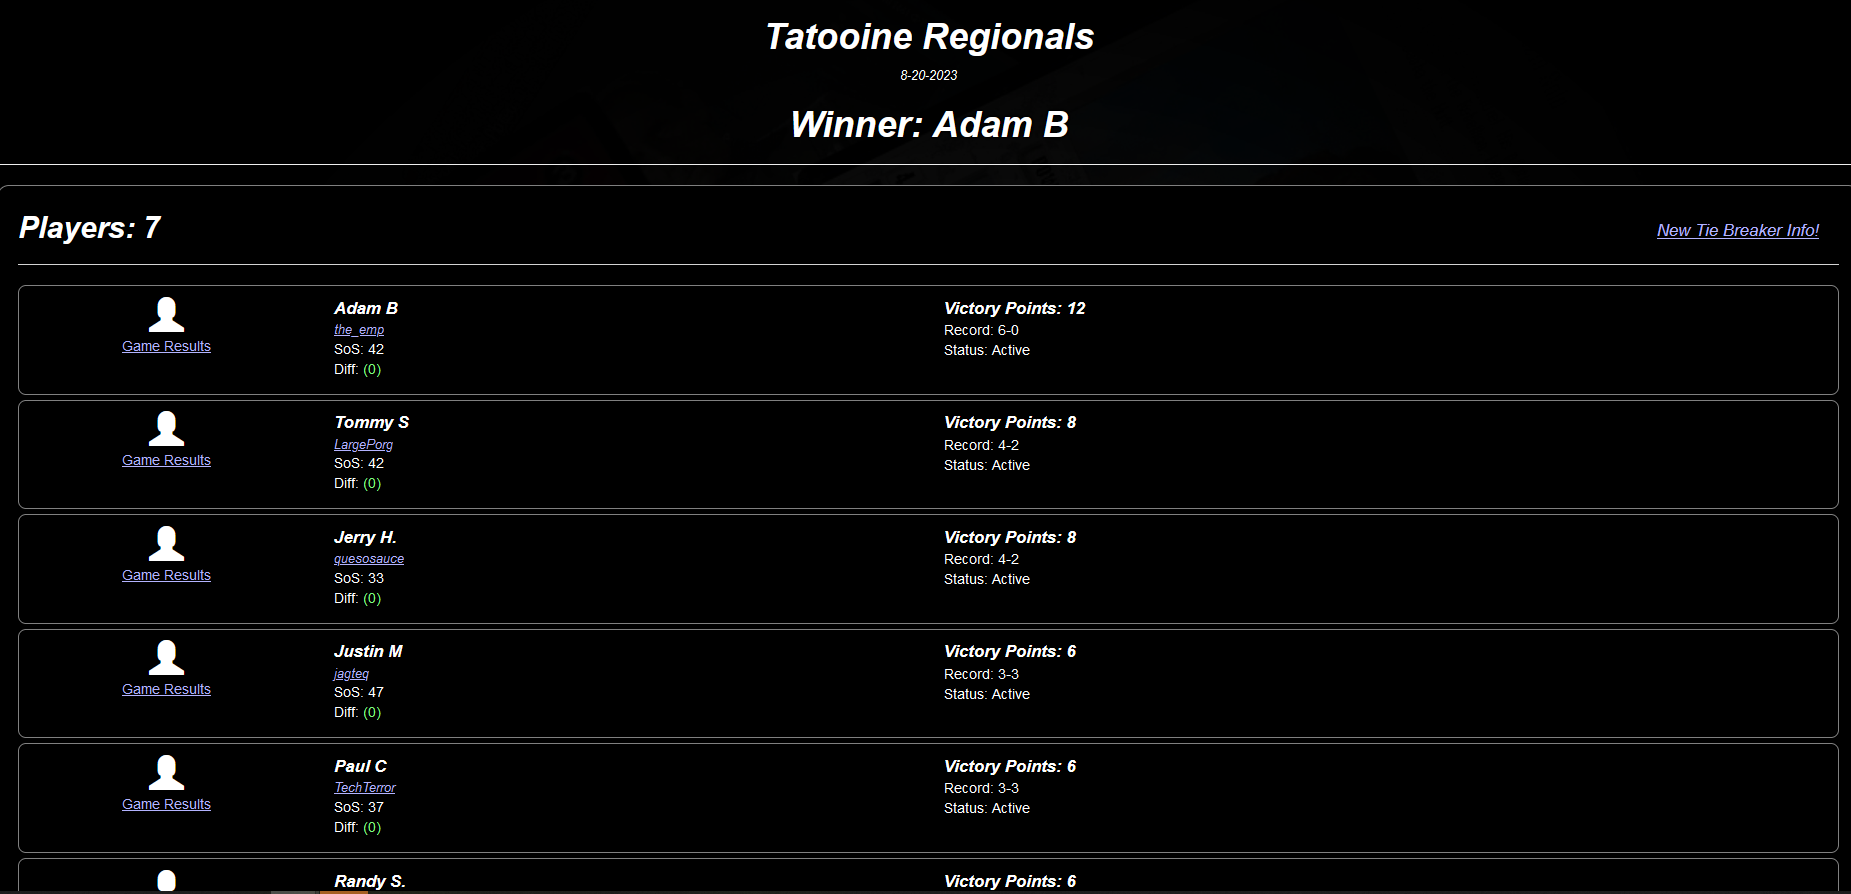 Tatooine Regionals
8-20-2023
Winner: Adam B
Players: 7
New Tie Breaker Info!
Game Results
Adam B
the_emp
SoS: 42
Diff: (0)
Victory Points: 12
Record: 6-0
Status: Active
Game Results
Tommy S
LargePorg
SoS: 42
Diff: (0)
Victory Points: 8
Record: 4-2
Status: Active
Game Results
Jerry H.
quesosauce
SoS: 33
Diff: (0)
Victory Points: 8
Record: 4-2
Status: Active
Game Results
Justin M
jagteq
SoS: 47
Diff: (0)
Victory Points: 6
Record: 3-3
Status: Active
Game Results
Paul C
TechTerror
SoS: 37
Diff: (0)
Victory Points: 6
Record: 3-3
Status: Active
Randy S.
Victory Points: 6